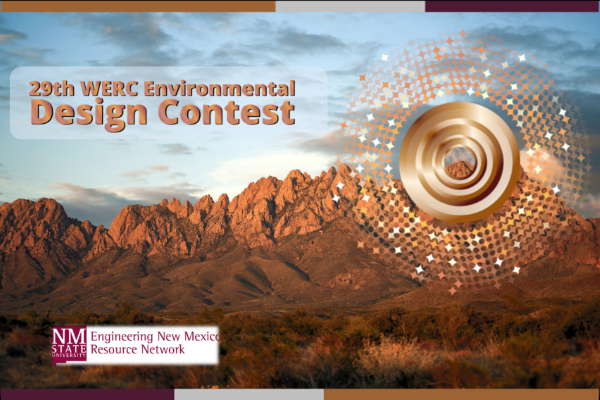 29th WERC Environmental
Design Contest
NM
STATE
UNIVERSITY
Engineering New Mexico
Resource Network